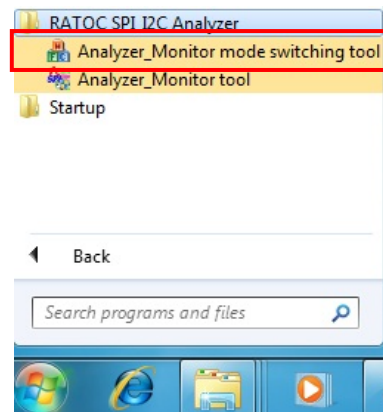 RATOC SPI I2C Analyzer
Analyzer_Monitor mode switching tool
Analyzer_Monitor tool
Startup
Back
Search programs and files